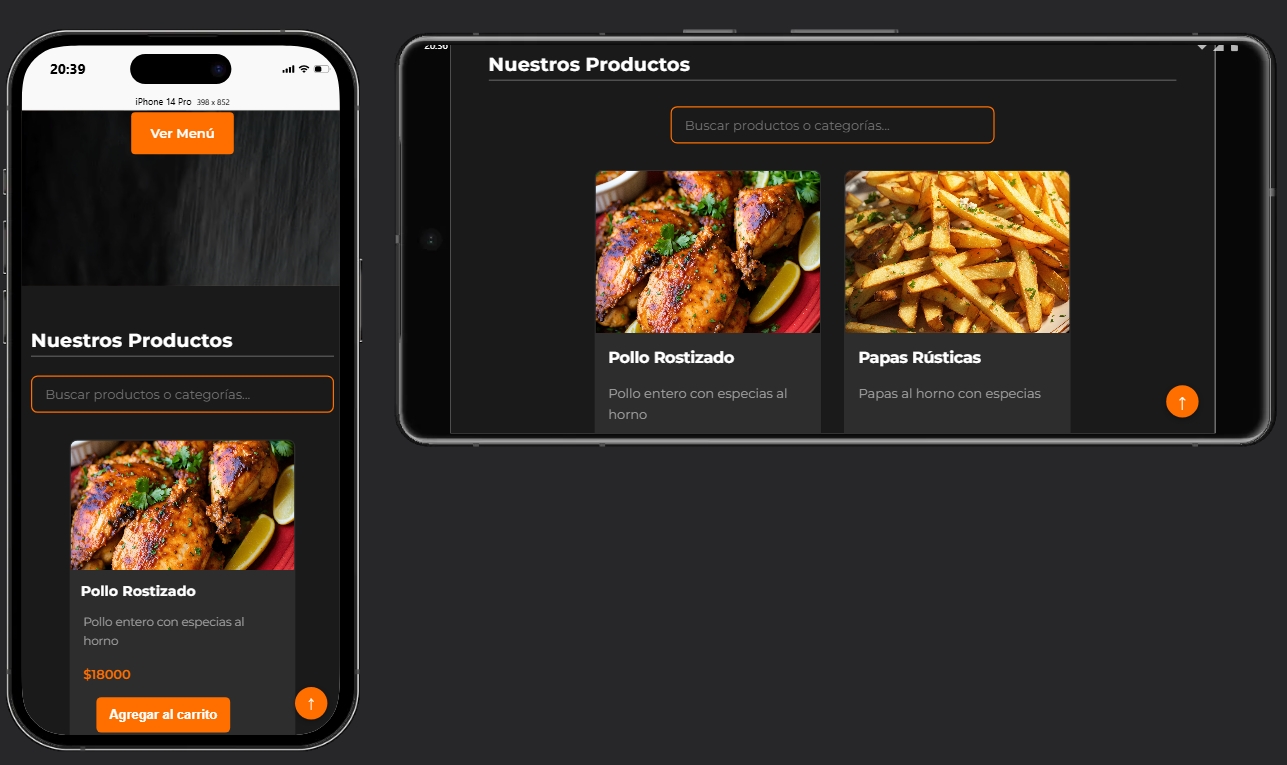 20:39
iPhone 14 Pro 398 x 852
Ver Menú
Nuestros Productos
Buscar productos o categorías...
Pollo Rostizado
Pollo entero con especias al
horno
$18000
Agregar al carrito
↑
Nuestros Productos
Buscar productos o categorías...
Pollo Rostizado
Papas Rústicas
Pollo entero con especias al
horno
Papas al horno con especias
↑